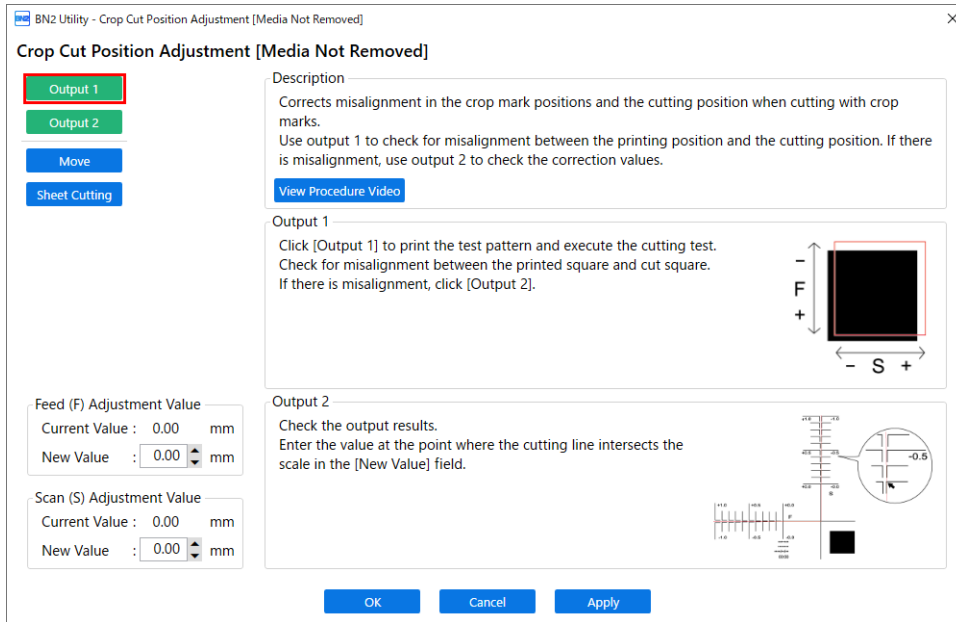 BN2 BN2 Utility - Crop Cut Position Adjustment [Media Not Removed]
Crop Cut Position Adjustment [Media Not Removed]
Output 1
Output 2
Move
Sheet Cutting
Description
Corrects misalignment in the crop mark positions and the cutting position when cutting with crop
marks.
Use output 1 to check for misalignment between the printing position and the cutting position. If there
is misalignment, use output 2 to check the correction values.
View Procedure Video
Output 1
Click [Output 1] to print the test pattern and execute the cutting test.
Check for misalignment between the printed square and cut square.
If there is misalignment, click [Output 2].
−
F
+
− S +
Feed (F) Adjustment Value
Current Value : 0.00 mm
New Value : 0.00 mm
Scan (S) Adjustment Value
Current Value : 0.00 mm
New Value : 0.00 mm
Output 2
Check the output results.
Enter the value at the point where the cutting line intersects the
scale in the [New Value] field.
-0.5
S
F
OK Cancel Apply